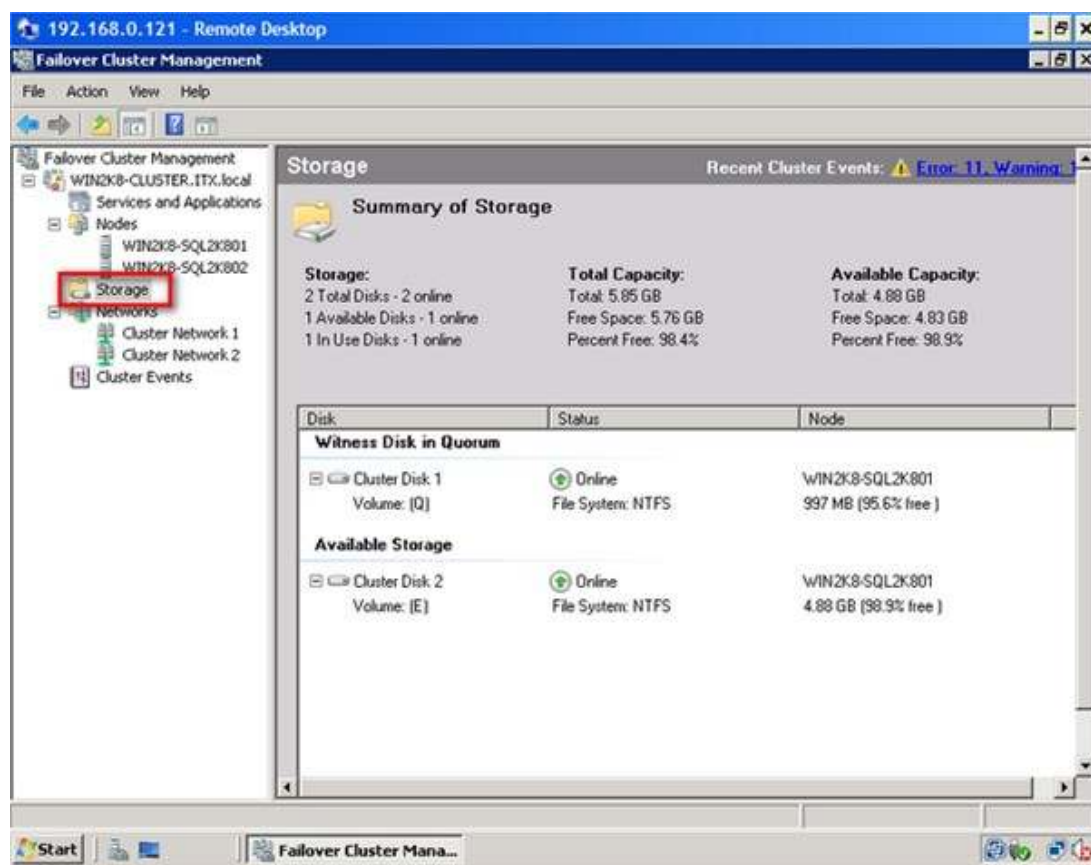 192.168.0.121 - Remote Desktop
Failover Cluster Management
File Action View Help
Failover Cluster Management
WIN2K8-CLUSTER.ITX.local
Services and Applications
Nodes
WIN2K8-SQL2K801
WIN2K8-SQL2K802
Storage
Networks
Cluster Network 1
Cluster Network 2
Cluster Events
Storage Recent Cluster Events: Error: 11, Warning:
Summary of Storage
Storage: Total Capacity: Available Capacity:
2 Total Disks - 2 online Total: 5.85 GB Total: 4.88 GB
1 Available Disks - 1 online Free Space: 5.76 GB Free Space: 4.83 GB
1 In Use Disks - 1 online Percent Free: 98.4% Percent Free: 98.9%
Disk Status Node
Witness Disk in Quorum
Cluster Disk 1 Online WIN2K8-SQL2K801
Volume: (Q) File System: NTFS 997 MB (95.6% free )
Available Storage
Cluster Disk 2 Online WIN2K8-SQL2K801
Volume: (E) File System: NTFS 4.88 GB (98.9% free )
Start Failover Cluster Mana...